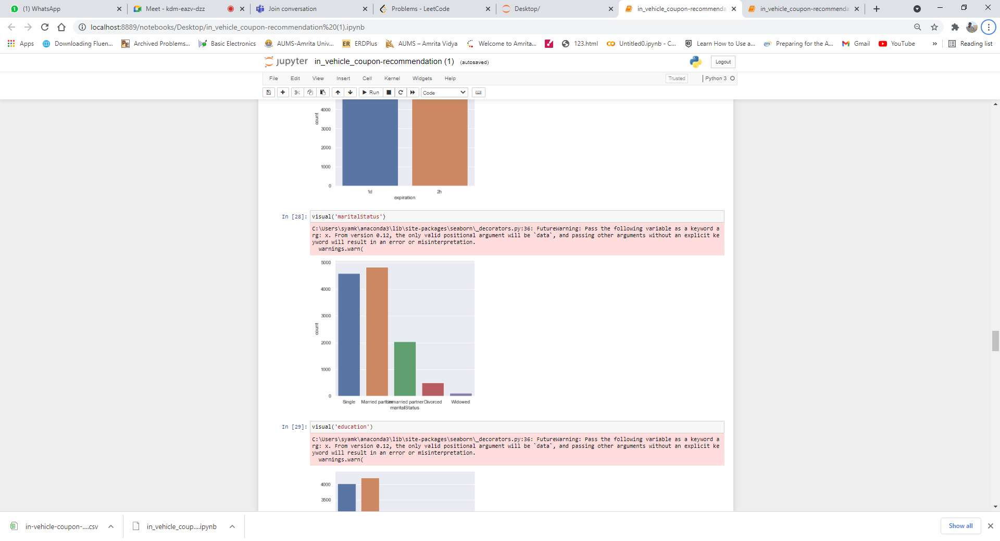 (1) WhatsApp
Meet - kdm-eazv-dzz
Join conversation
Problems - LeetCode
Desktop/
in_vehicle_coupon-recommenda
in_vehicle_coupon-recommenda
localhost:8889/notebooks/Desktop/in_vehicle_coupon-recommendation%20(1).ipynb
Apps
Downloading Fluen...
Archived Problems...
Basic Electronics
AUMS-Amrita Univ...
ER ERDPlus
AUMS – Amrita Vidya
Welcome to Amrita...
123.html
Untitled0.ipynb - C...
Learn How to Use a...
Preparing for the A...
Gmail
YouTube
»
Reading list
jupyter in_vehicle_coupon-recommendation (1) (autosaved)
Logout
File Edit View Insert Cell Kernel Widgets Help
Trusted
Python 3
Run
Code
4000
count
3000
2000
1000
0
1d 2h
expiration
In [28]: visual('maritalStatus')
C:\Users\syamk\anaconda3\lib\site-packages\seaborn\_decorators.py:36: FutureWarning: Pass the following variable as a keyword a
rg: x. From version 0.12, the only valid positional argument will be `data`, and passing other arguments without an explicit ke
yword will result in an error or misinterpretation.
warnings.warn(
5000
4000
3000
count
2000
1000
0
Single Married partner Unmarried partner Divorced Widowed
maritalStatus
In [29]: visual('education')
C:\Users\syamk\anaconda3\lib\site-packages\seaborn\_decorators.py:36: FutureWarning: Pass the following variable as a keyword a
rg: x. From version 0.12, the only valid positional argument will be `data`, and passing other arguments without an explicit ke
yword will result in an error or misinterpretation.
warnings.warn(
4000
3500
in-vehicle-coupon-....csv
in_vehicle_coup....ipynb
Show all